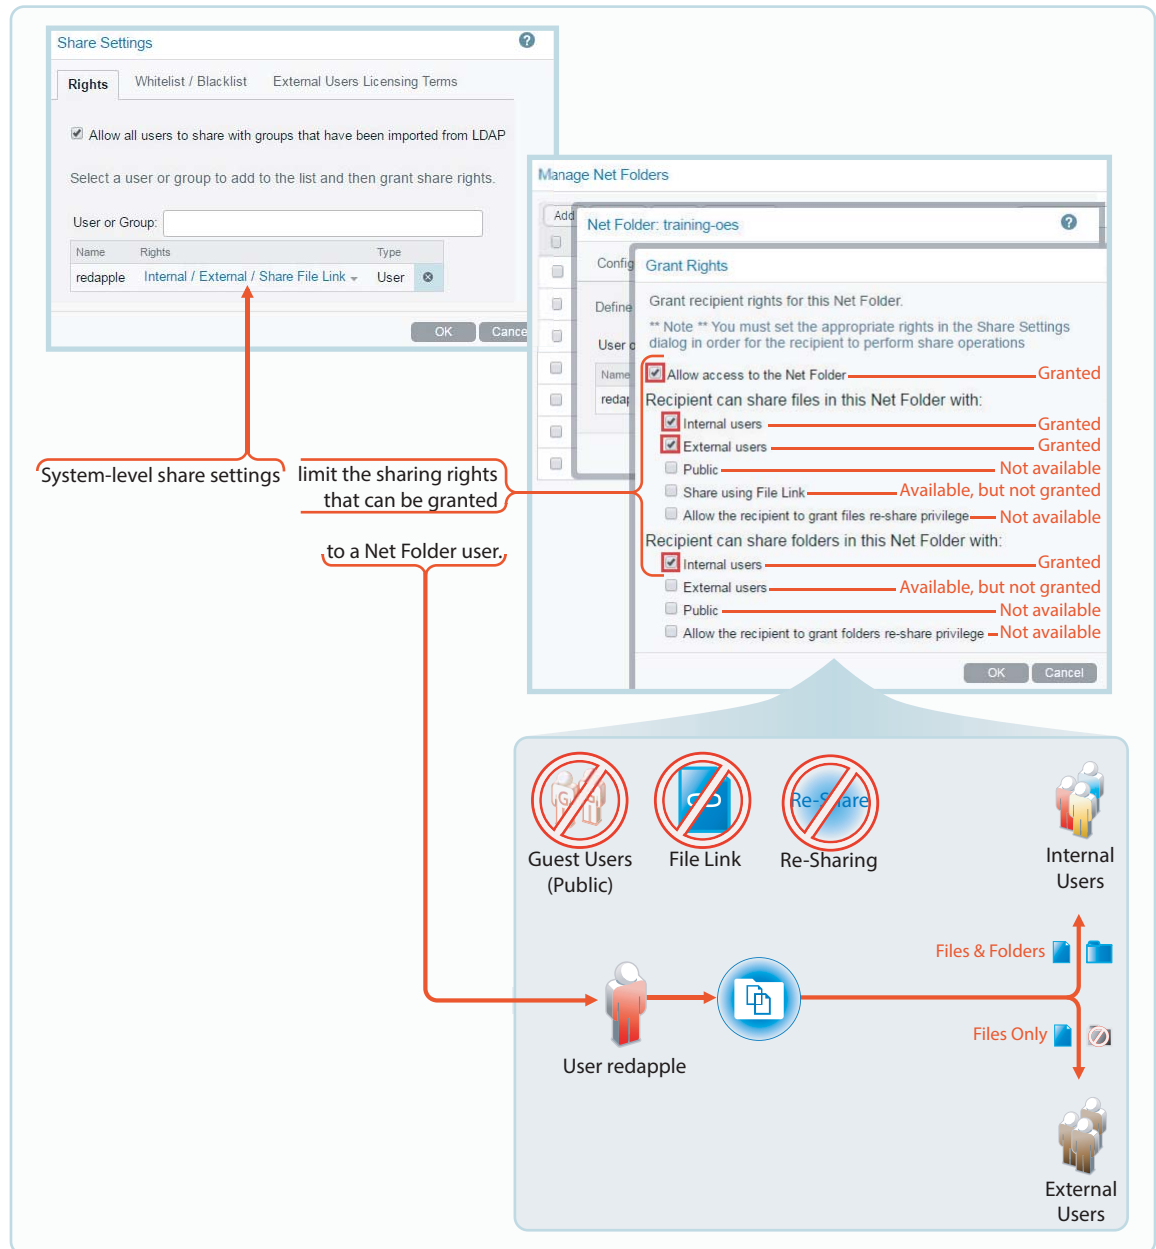 Share Settings
Rights Whitelist / Blacklist External Users Licensing Terms
Allow all users to share with groups that have been imported from LDAP
Select a user or group to add to the list and then grant share rights.
User or Group:
Name Rights Type
redapple Internal / External / Share File Link User
OK Cance
Manage Net Folders
Add
Net Folder: training-oes
Config
Define
User o
Name
redap
Grant Rights
Grant recipient rights for this Net Folder.
** Note ** You must set the appropriate rights in the Share Settings
dialog in order for the recipient to perform share operations
Allow access to the Net Folder Granted
Recipient can share files in this Net Folder with:
Internal users Granted
External users Granted
Public Not available
Share using File Link Available, but not granted
Allow the recipient to grant files re-share privilege Not available
Recipient can share folders in this Net Folder with:
Internal users Granted
External users Available, but not granted
Public Not available
Allow the recipient to grant folders re-share privilege Not available
OK Cancel
System-level share settings
limit the sharing rights
that can be granted
to a Net Folder user.
G G
Re-Share
Guest Users
(Public)
File Link
Re-Sharing
Internal
Users
Files & Folders
Files Only
User redapple
External
Users